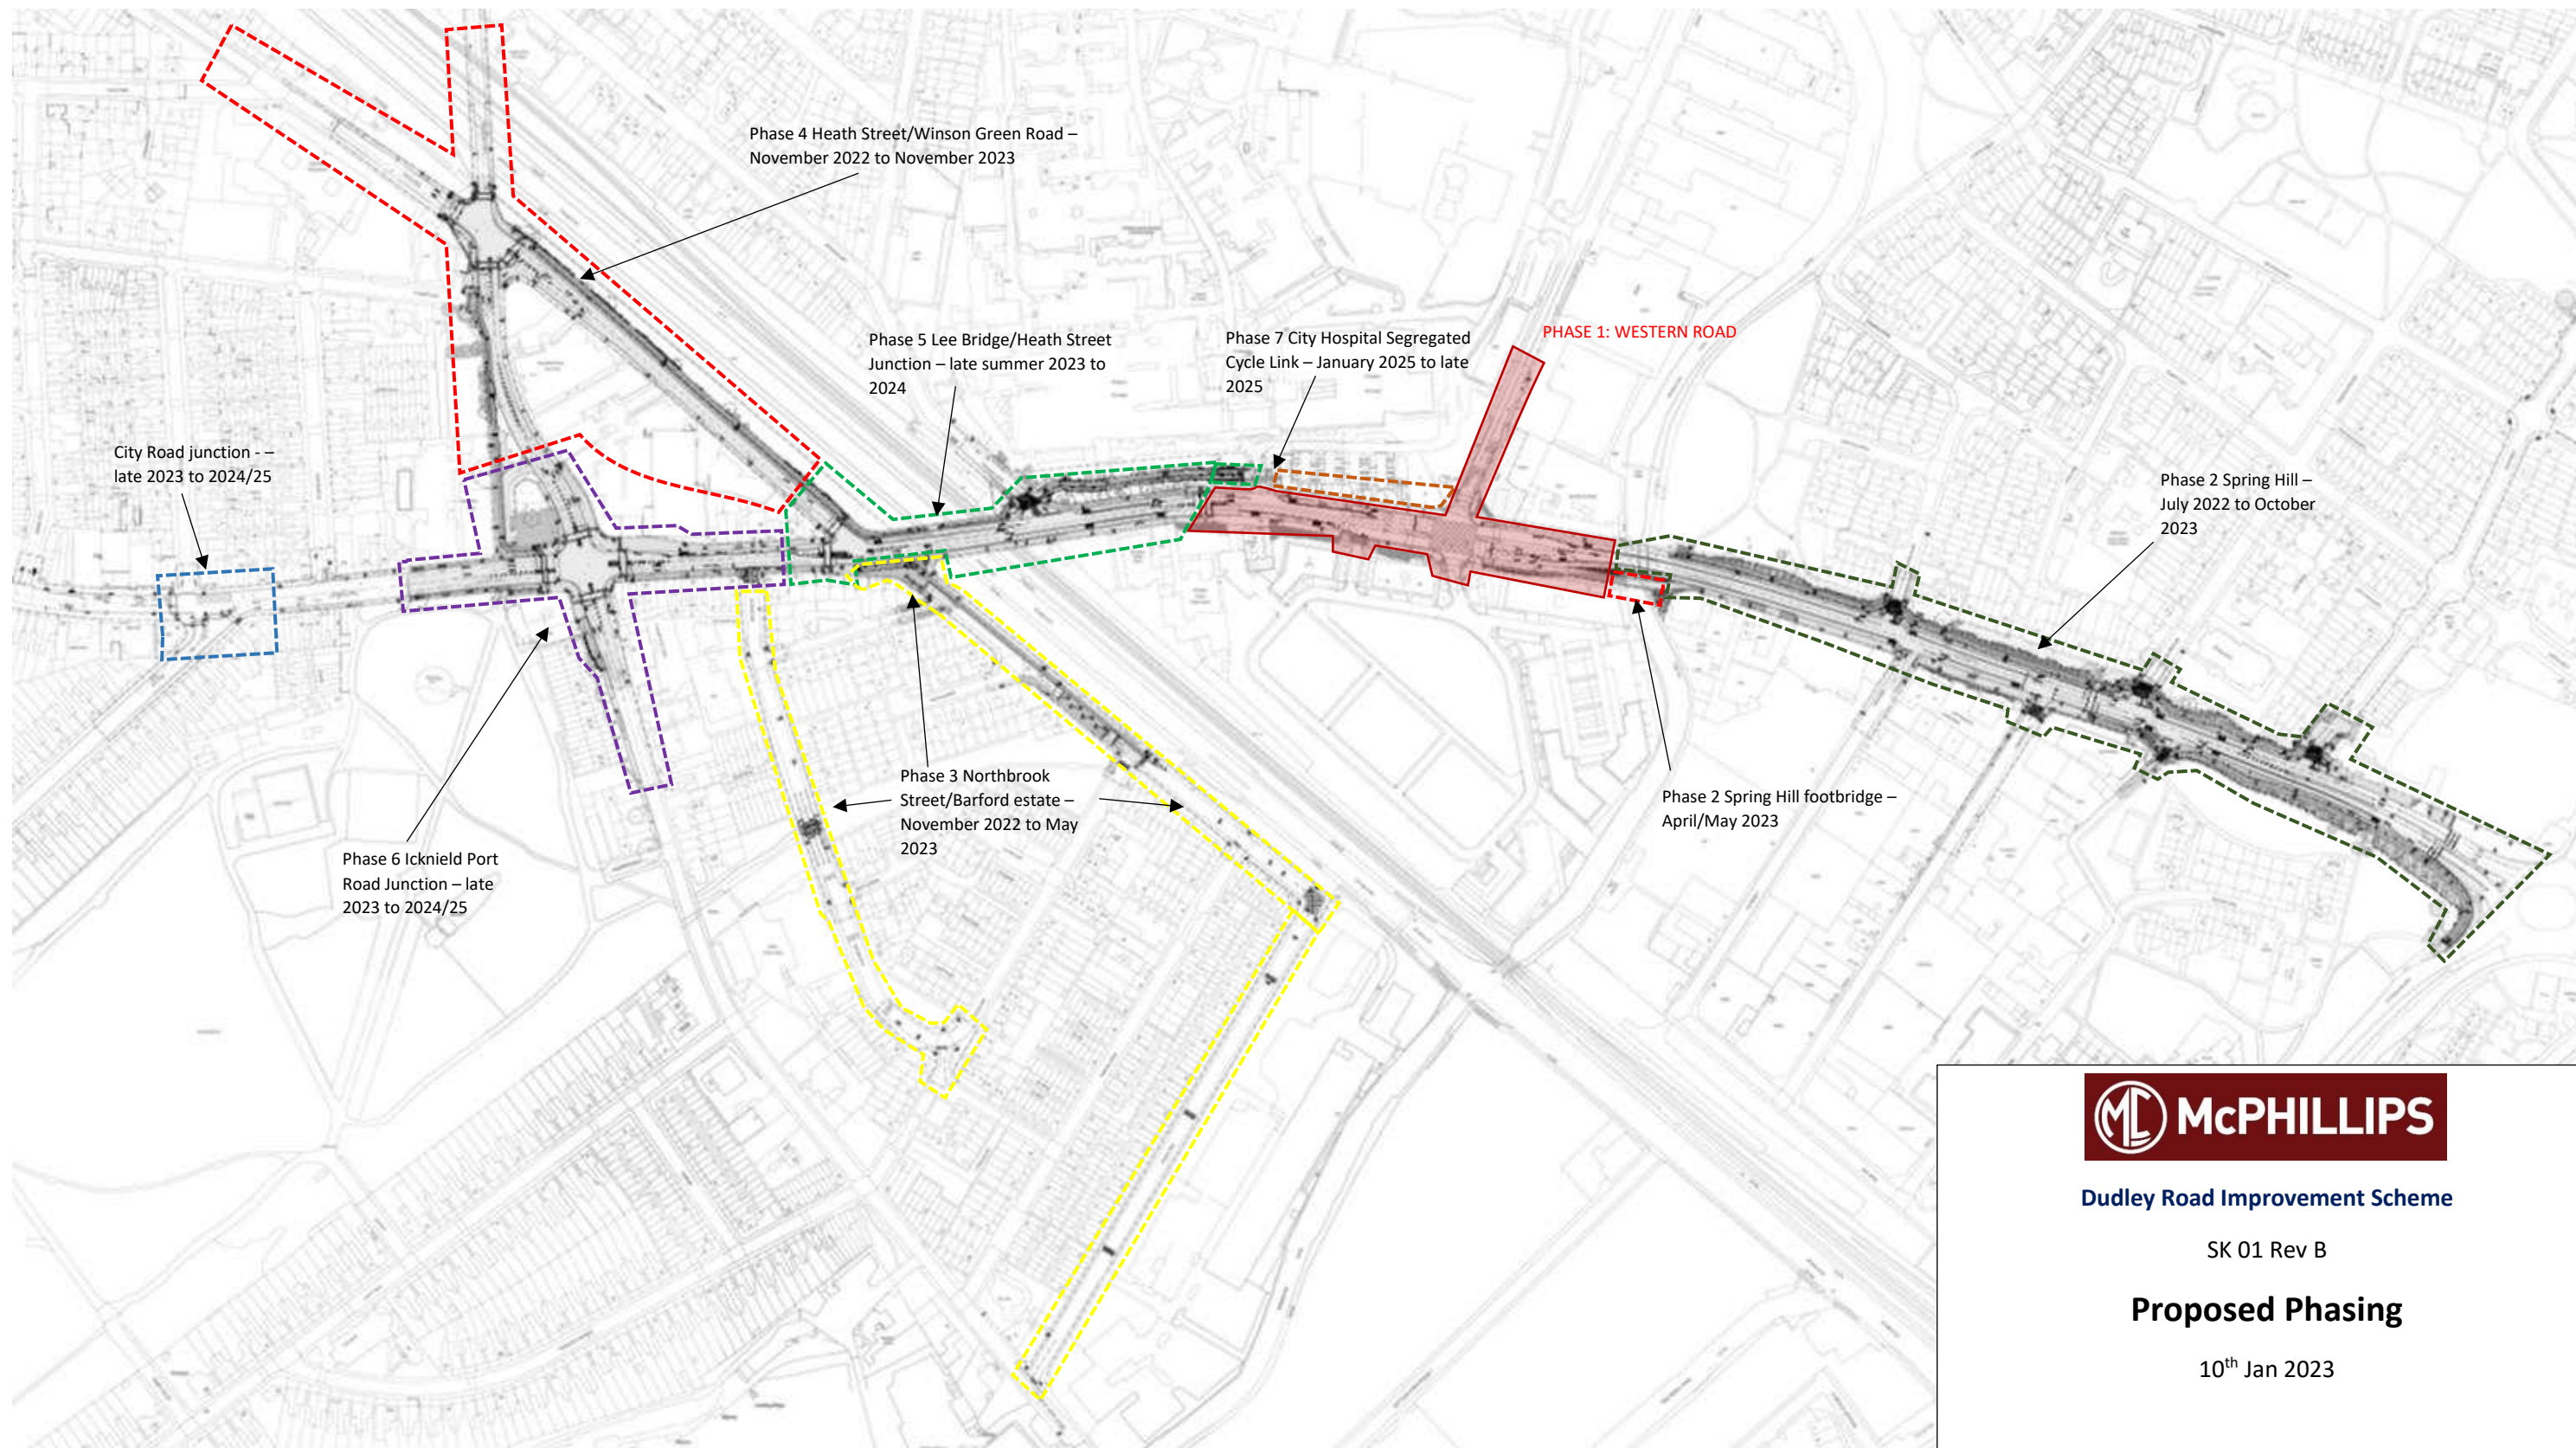 Phase 4 Heath Street/Winson Green Road –
November 2022 to November 2023
Phase 5 Lee Bridge/Heath Street
Junction – late summer 2023 to
2024
Phase 7 City Hospital Segregated
Cycle Link – January 2025 to late
2025
PHASE 1: WESTERN ROAD
City Road junction - –
late 2023 to 2024/25
Phase 2 Spring Hill –
July 2022 to October
2023
Phase 3 Northbrook
Street/Barford estate –
November 2022 to May
2023
Phase 2 Spring Hill footbridge –
April/May 2023
Phase 6 Icknield Port
Road Junction – late
2023 to 2024/25
MC McPHILLIPS
Dudley Road Improvement Scheme
SK 01 Rev B
Proposed Phasing
10th Jan 2023